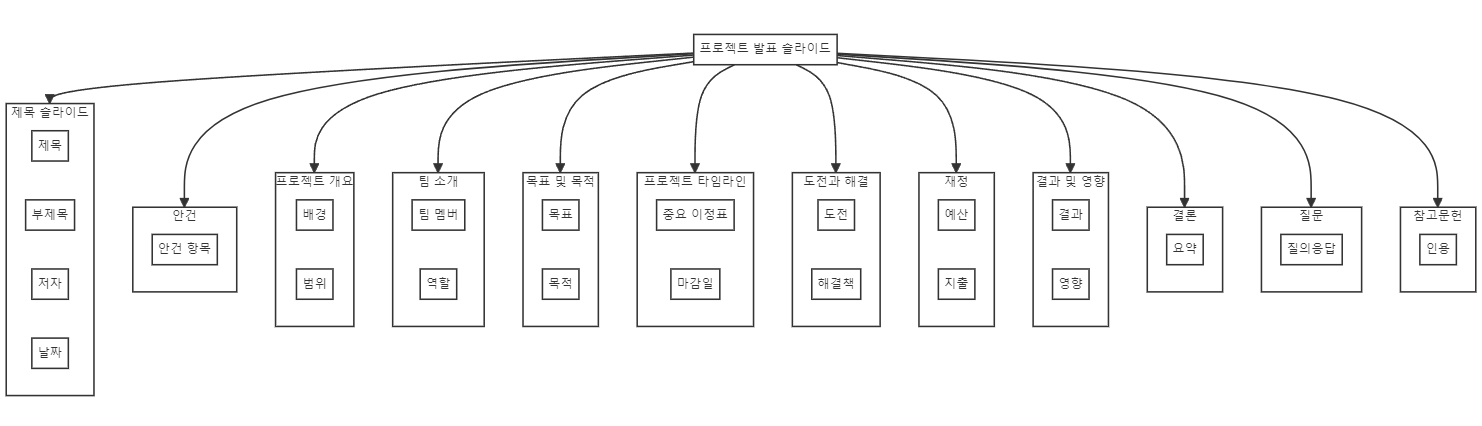 프로젝트 발표 슬라이드
제목 슬라이드
제목
부제목
저자
날짜
안건
안건 항목
프로젝트 개요
배경
범위
팀 소개
팀 멤버
역할
목표 및 목적
목표
목적
프로젝트 타임라인
중요 이정표
마감일
도전과 해결
도전
해결책
재정
예산
지출
결과 및 영향
결과
영향
결론
요약
질문
질의응답
참고문헌
인용